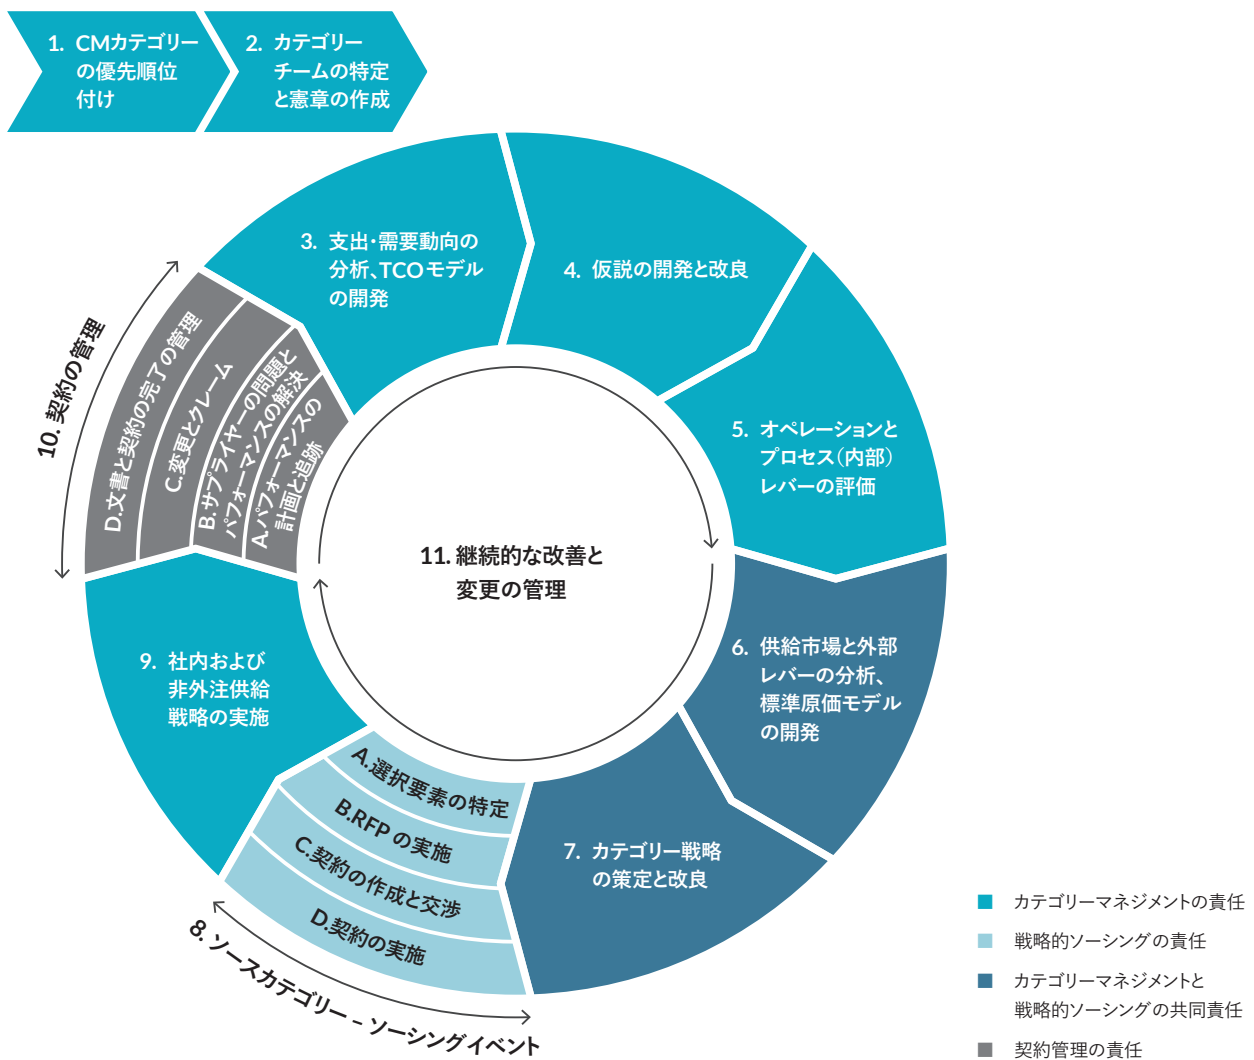 1. CMカテゴリー
の優先順位
付け
2. カテゴリー
チームの特定
と憲章の作成
3. 支出・需要動向の
分析、TCOモデル
の開発
4. 仮説の開発と改良
5. オペレーションと
プロセス（内部）
レバーの評価
6. 供給市場と外部
レバーの分析、
標準原価モデル
の開発
7. カテゴリー戦略
の策定と改良
A.選択要素の特定
B.RFPの実施
C.契約の作成と交渉
D.契約の実施
8. ソースカテゴリー – ソーシングイベント
9. 社内および
非外注供給
戦略の実施
10. 契約の管理
D.文書と契約の完了の管理
C.変更とクレーム
B.サプライヤーの問題と
パフォーマンスの解決
A.パフォーマンスの
計画と追跡
11. 継続的な改善と
変更の管理
カテゴリーマネジメントの責任
戦略的ソーシングの責任
カテゴリーマネジメントと
戦略的ソーシングの共同責任
契約管理の責任